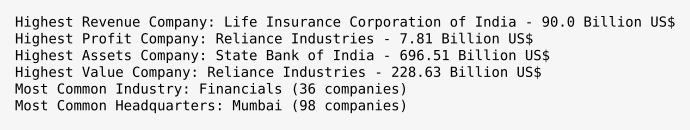 Highest Revenue Company: Life Insurance Corporation of India - 90.0 Billion US$
Highest Profit Company: Reliance Industries - 7.81 Billion US$
Highest Assets Company: State Bank of India - 696.51 Billion US$
Highest Value Company: Reliance Industries - 228.63 Billion US$
Most Common Industry: Financials (36 companies)
Most Common Headquarters: Mumbai (98 companies)